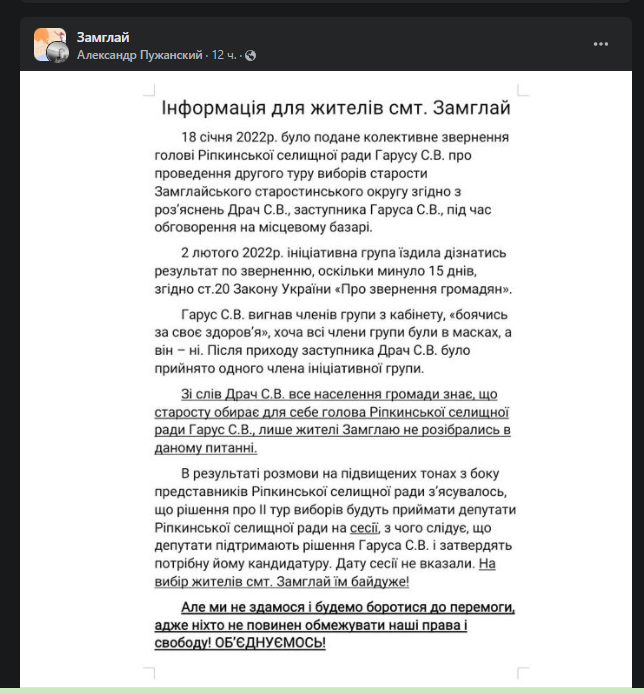 Замглай
Александр Пужанский · 12 ч. ·
Інформація для жителів смт. Замглай
18 січня 2022р. було подане колективне звернення
голові Ріпкинської селищної ради Гарусу С.В. про
проведення другого туру виборів старости
Замглайського старостинського округу згідно з
роз’яснень Драч С.В., заступника Гаруса С.В., під час
обговорення на місцевому базарі.
2 лютого 2022р. ініціативна група їздила дізнатись
результат по зверненню, оскільки минуло 15 днів,
згідно ст.20 Закону України «Про звернення громадян».
Гарус С.В. вигнав членів групи з кабінету, «боячись
за своє здоров’я», хоча всі члени групи були в масках, а
він – ні. Після приходу заступника Драч С.В. було
прийнято одного члена ініціативної групи.
Зі слів Драч С.В. все населення громади знає, що
старосту обирає для себе голова Ріпкинської селищної
ради Гарус С.В., лише жителі Замглаю не розібрались в
даному питанні.
В результаті розмови на підвищених тонах з боку
представників Ріпкинської селищної ради з’ясувалось,
що рішення про ІІ тур виборів будуть приймати депутати
Ріпкинської селищної ради на сесії, з чого слідує, що
депутати підтримають рішення Гаруса С.В. і затвердять
потрібну йому кандидатуру. Дату сесії не вказали. На
вибір жителів смт. Замглай їм байдуже!
Але ми не здамося і будемо боротися до перемоги,
адже ніхто не повинен обмежувати наші права і
свободу! ОБ’ЄДНУЄМОСЬ!